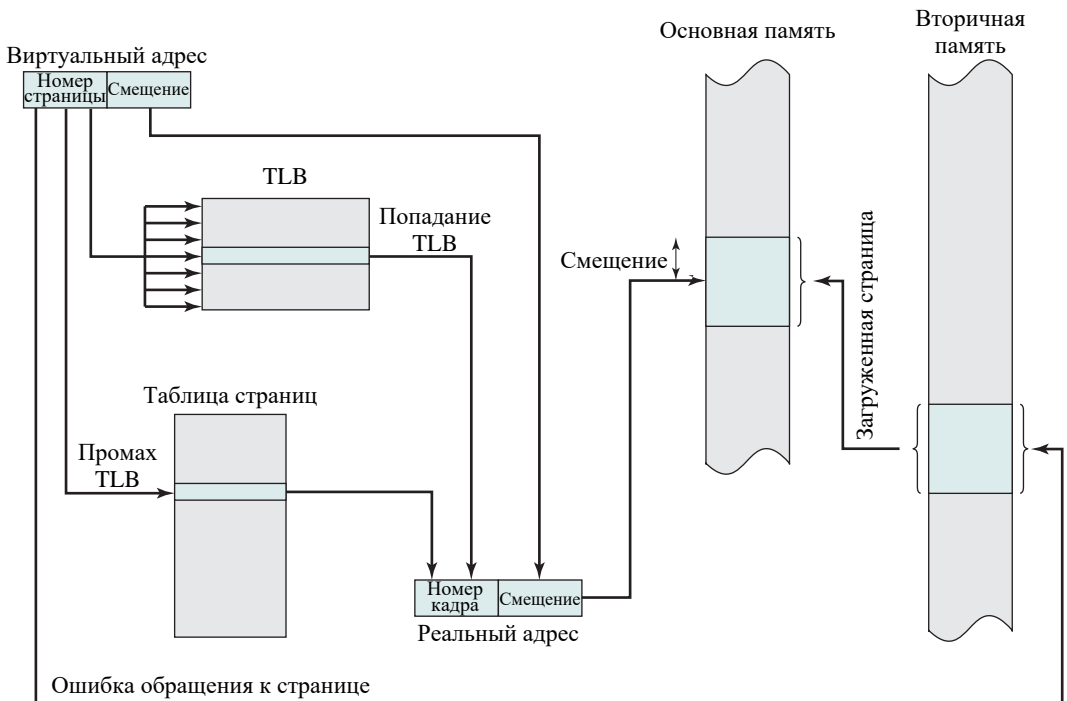 Основная память
Вторичная
память
Виртуальный адрес
Номер
страницы
Смещение
TLB
Попадание
TLB
Смещение
Загруженная страница
Таблица страниц
Промах
TLB
Номер
кадра
Смещение
Реальный адрес
Ошибка обращения к странице